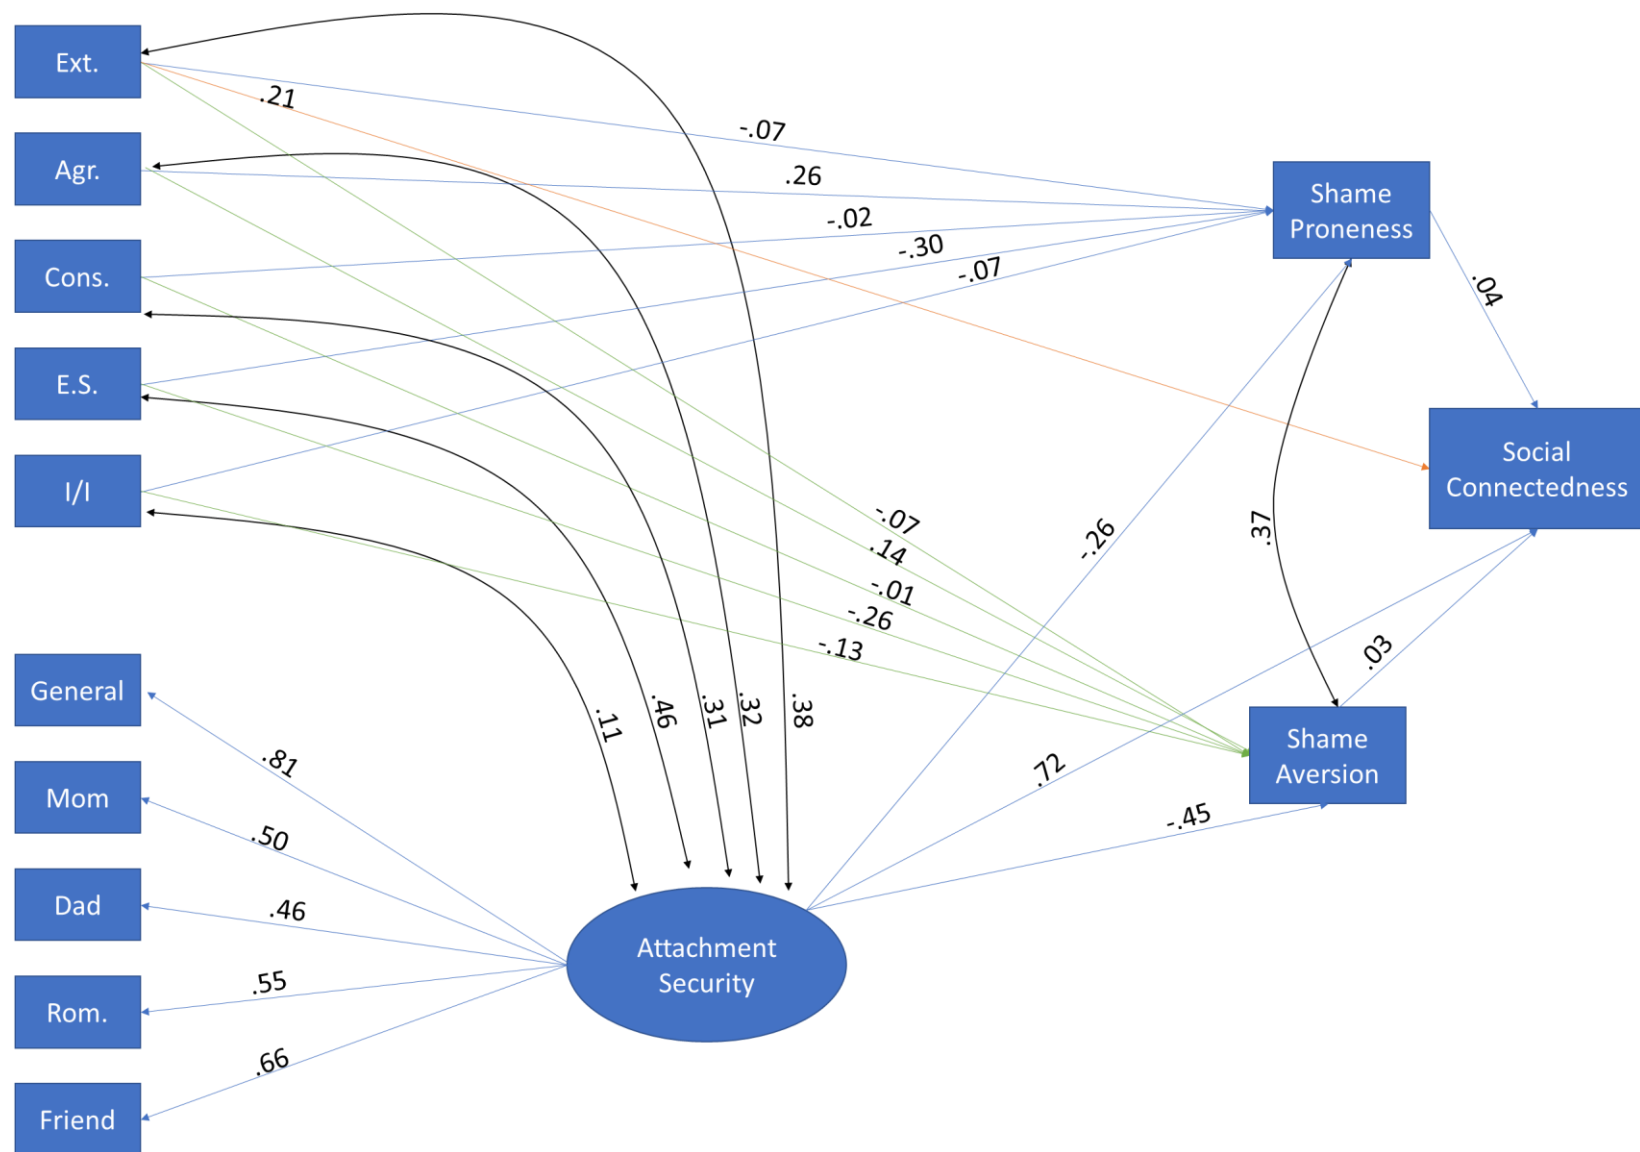 Ext.
.21
-.07
Agr.
.26
Shame
Proneness
Cons.
-.02
-.30
-.07
.04
E.S.
Social
Connectedness
I/I
-.07
.14
-.01
-.26
-.13
-.26
.37
.03
General
.11
.46
.31
.32
.38
Shame
Aversion
.81
.72
Mom
.50
-.45
Dad
.46
Attachment
Security
Rom.
.55
.66
Friend